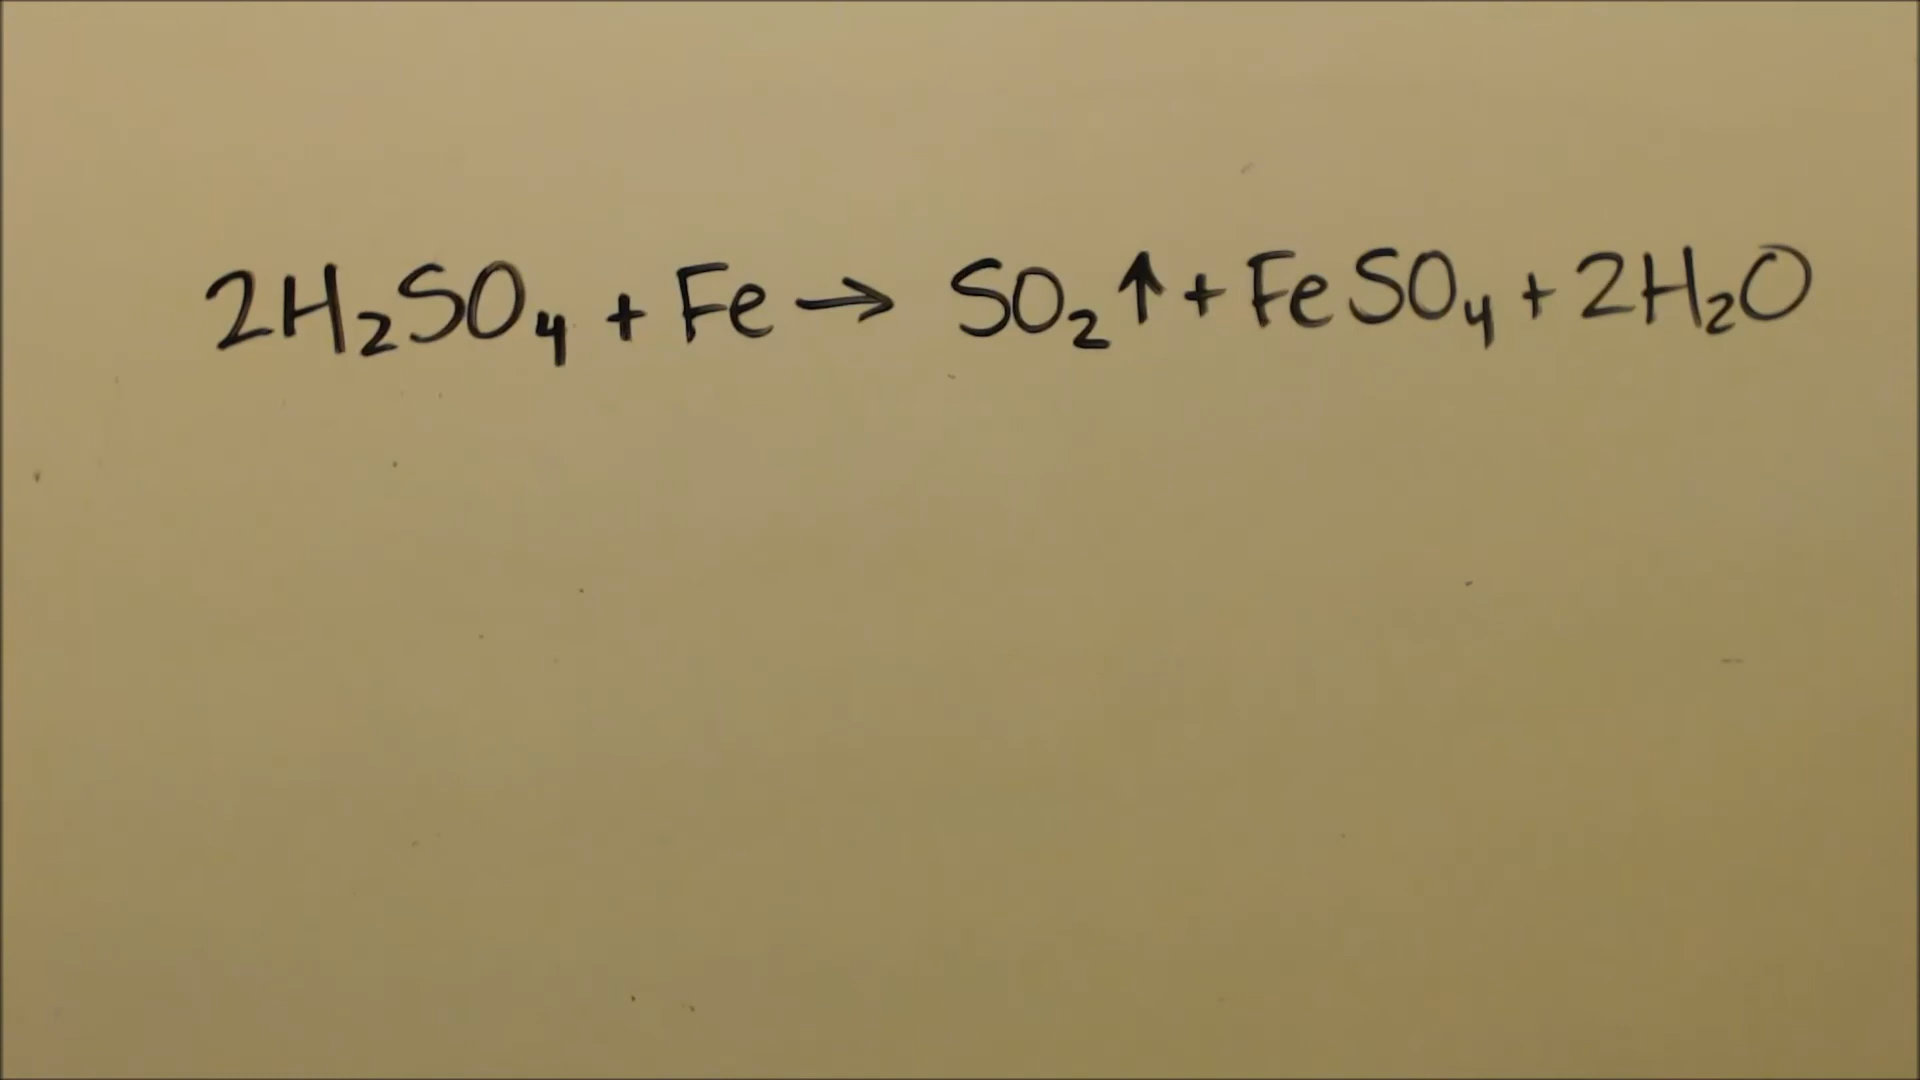 2H₂SO₄ + Fe → SO₂↑ + FeSO₄ + 2H₂O